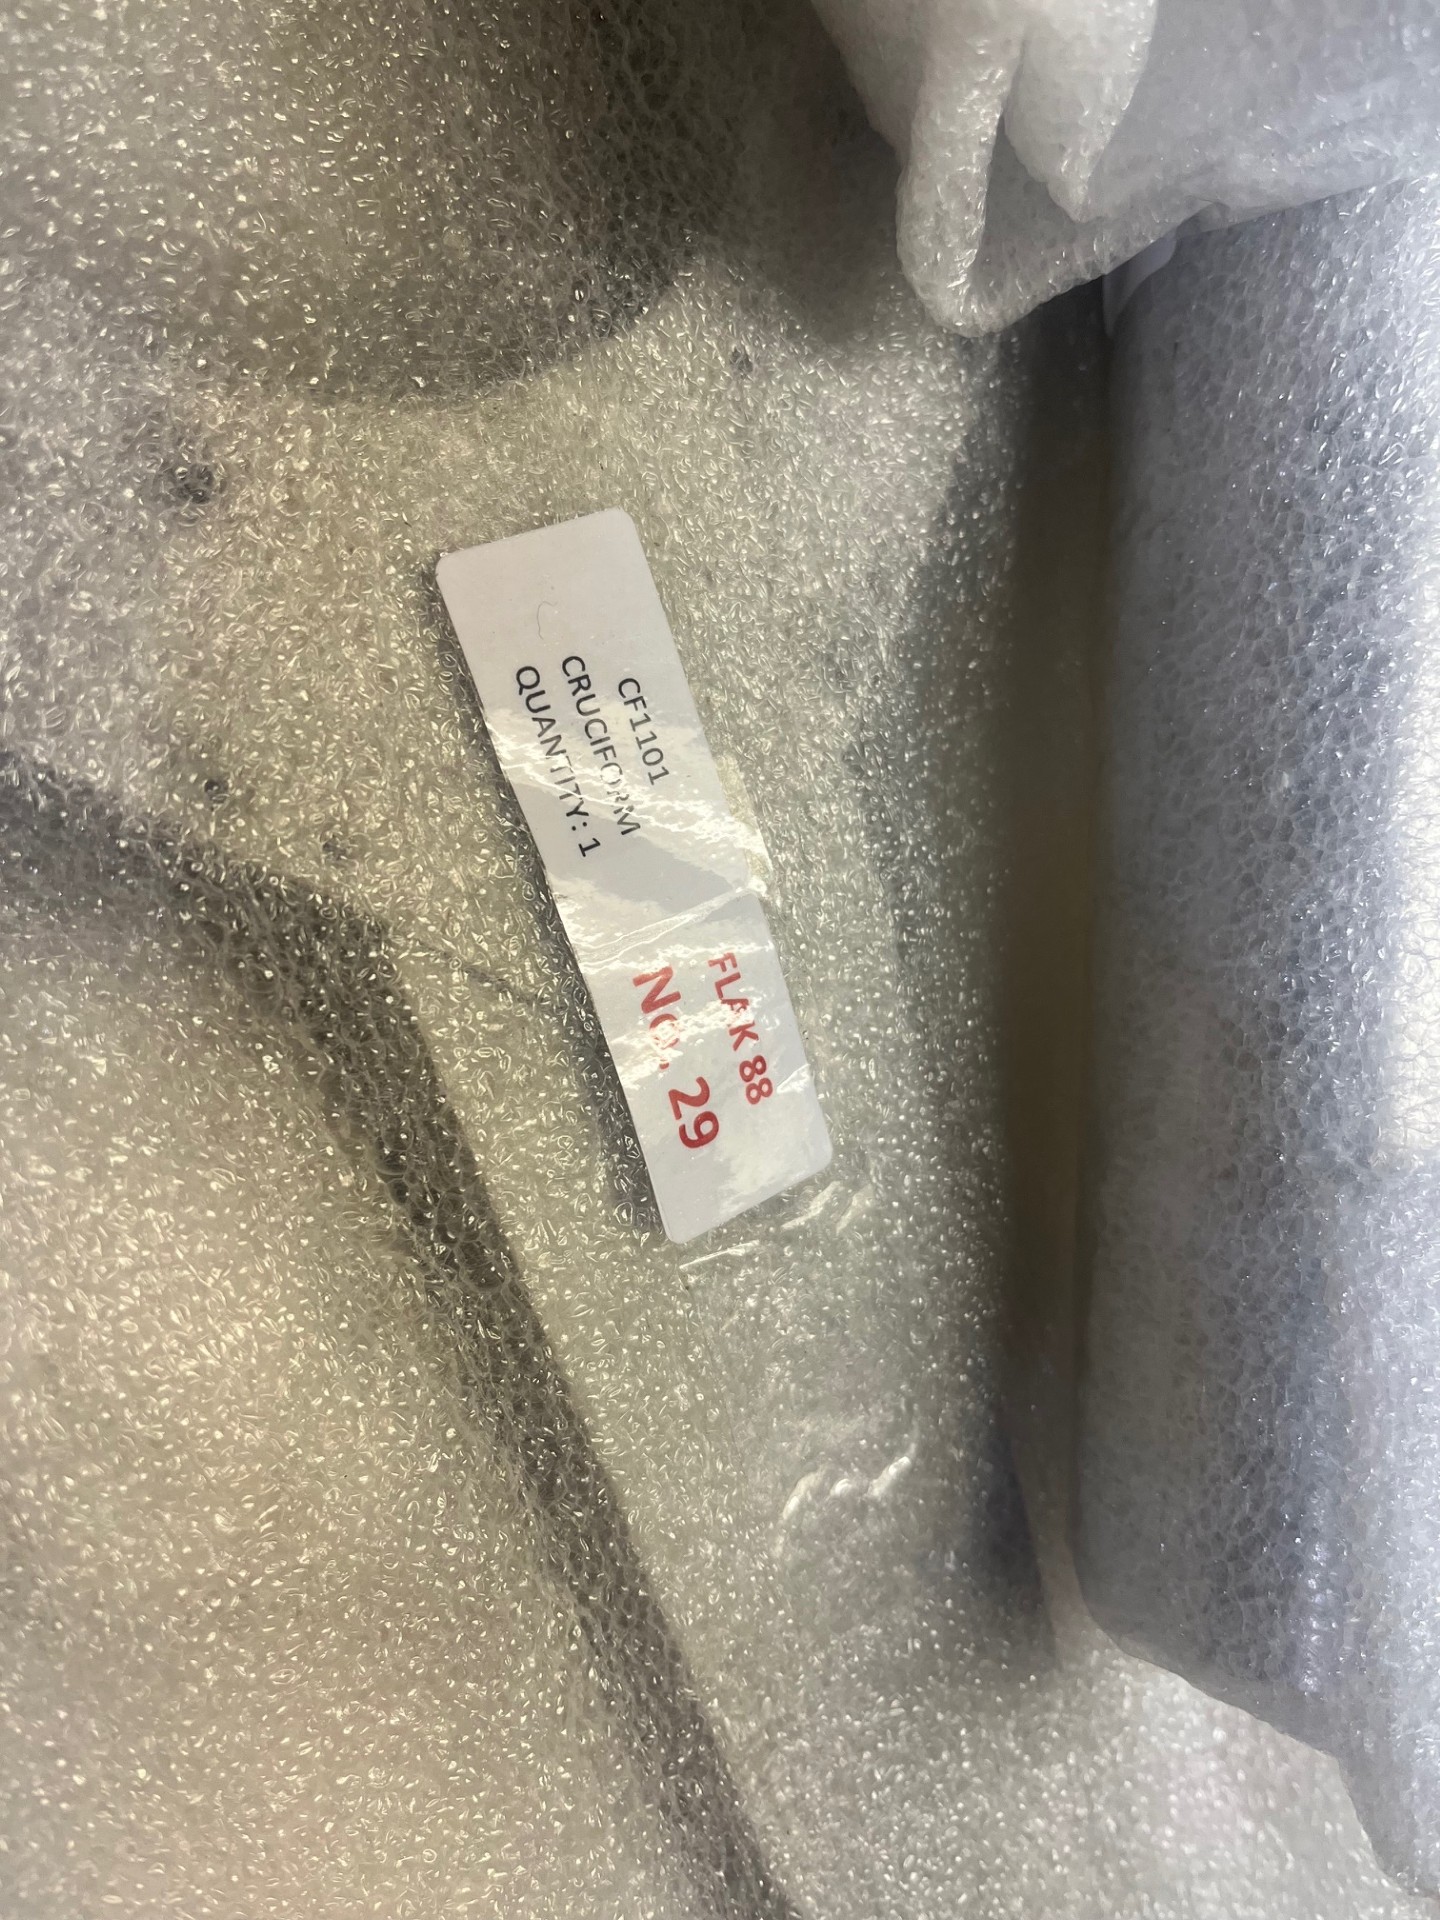 CF1101
CRUCIFORM
QUANTITY: 1
FLAK 88
No. 29